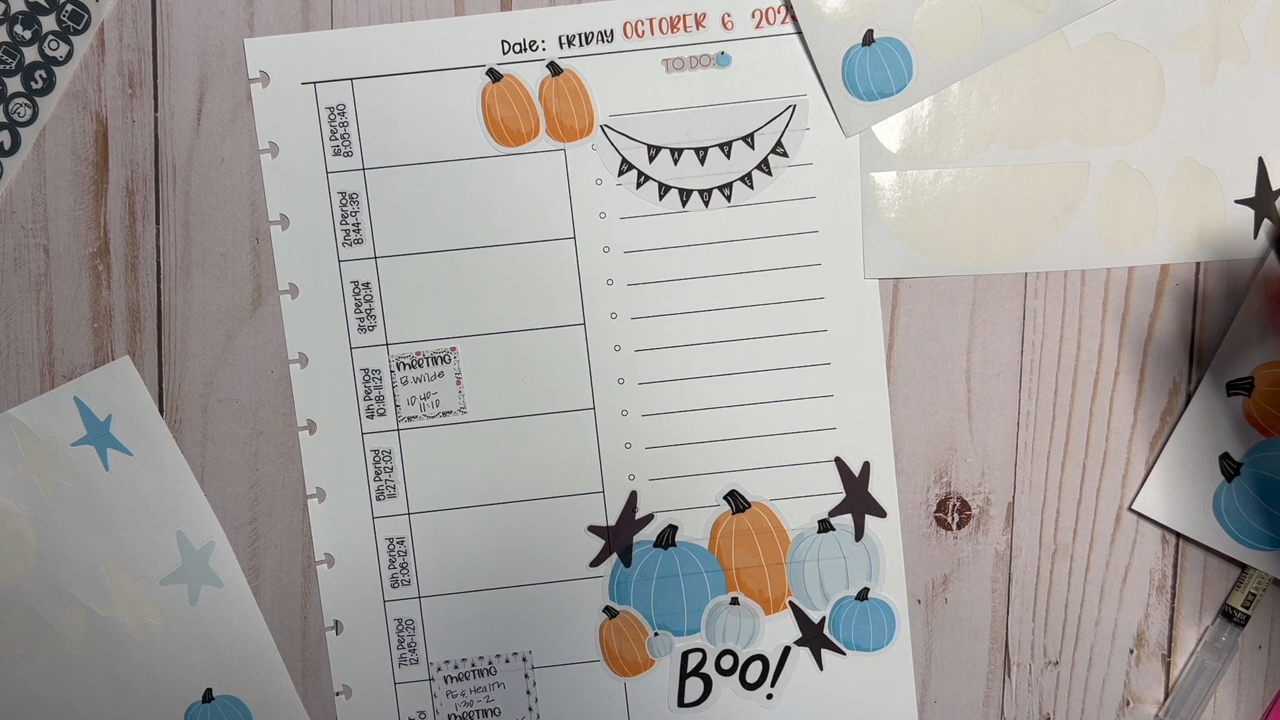 Date: FRIDAY OCTOBER 6 202
TO DO:
HAPPY
HALLOWEEN
1st Period
8:05-8:40
2nd Period
8:44-9:35
3rd Period
9:39-10:14
4th Period
10:18-11:23
MEETING
B. Wilde
10:40-
11:10
5th Period
11:27-12:02
6th Period
12:06-12:41
7th Period
12:45-1:20
MEETING
PE & Health
1:30-2
MEETING
BOO!